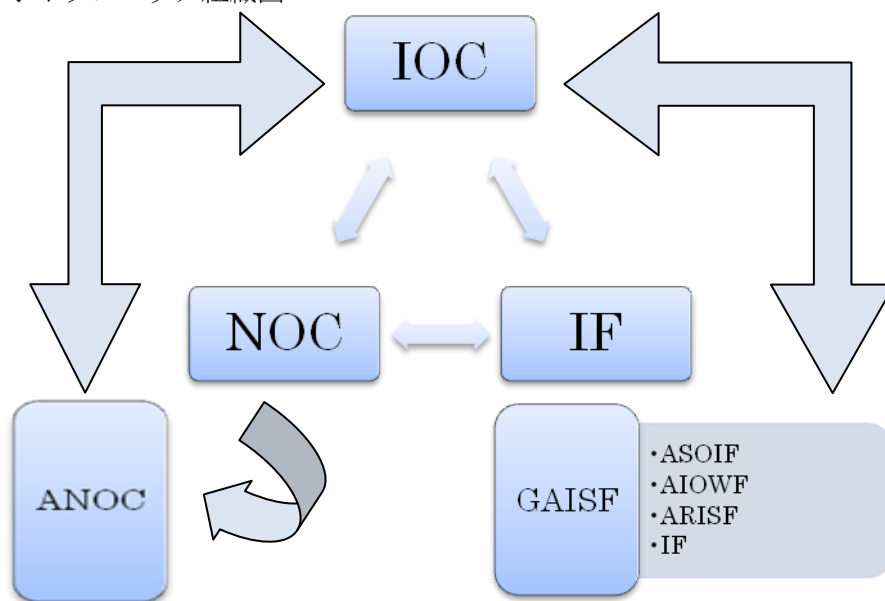 IOC
NOC
IF
ANOC
GAISF
・ASOIF
・AIOWF
・ARISF
・IF